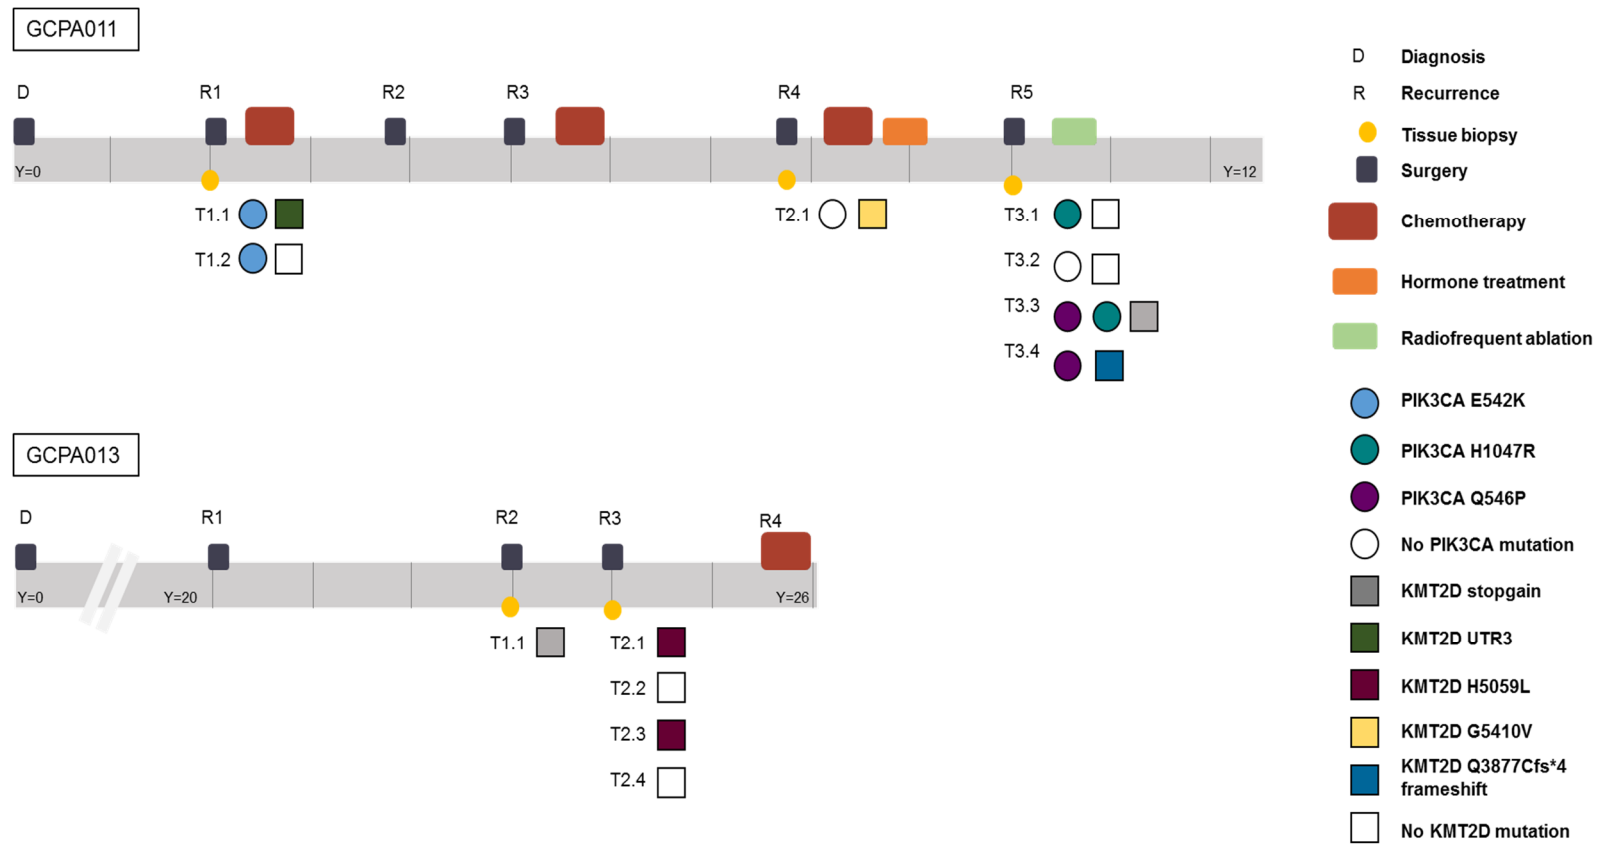 GCPA011
D R1 R2 R3 R4 R5
Y=0 Y=12
T1.1 T2.1 T3.1
T1.2 T3.2
T3.3
T3.4
GCPA013
D R1 R2 R3 R4
Y=0 Y=20 Y=26
T1.1 T2.1
T2.2
T2.3
T2.4
D Diagnosis
R Recurrence
Tissue biopsy
Surgery
Chemotherapy
Hormone treatment
Radiofrequent ablation
PIK3CA E542K
PIK3CA H1047R
PIK3CA Q546P
No PIK3CA mutation
KMT2D stopgain
KMT2D UTR3
KMT2D H5059L
KMT2D G5410V
KMT2D Q3877Cfs*4
frameshift
No KMT2D mutation